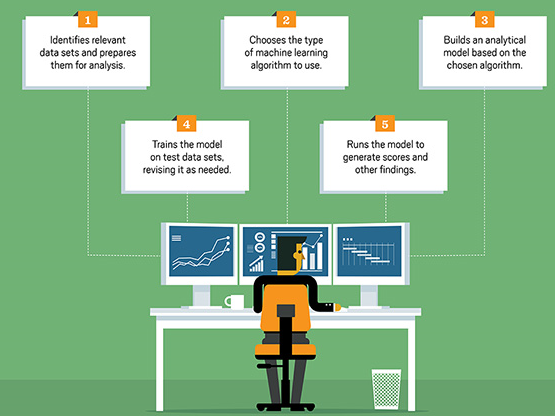 1
Identifies relevant
data sets and prepares
them for analysis.
2
Chooses the type
of machine learning
algorithm to use.
3
Builds an analytical
model based on the
chosen algorithm.
4
Trains the model
on test data sets,
revising it as needed.
5
Runs the model to
generate scores and
other findings.